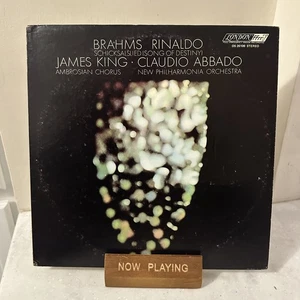 BRAHMS RINALDO
SCHICKSALSLIED (SONG OF DESTINY)
JAMES KING · CLAUDIO ABBADO
AMBROSIAN CHORUS NEW PHILHARMONIA ORCHESTRA
LONDON
NOW PLAYING